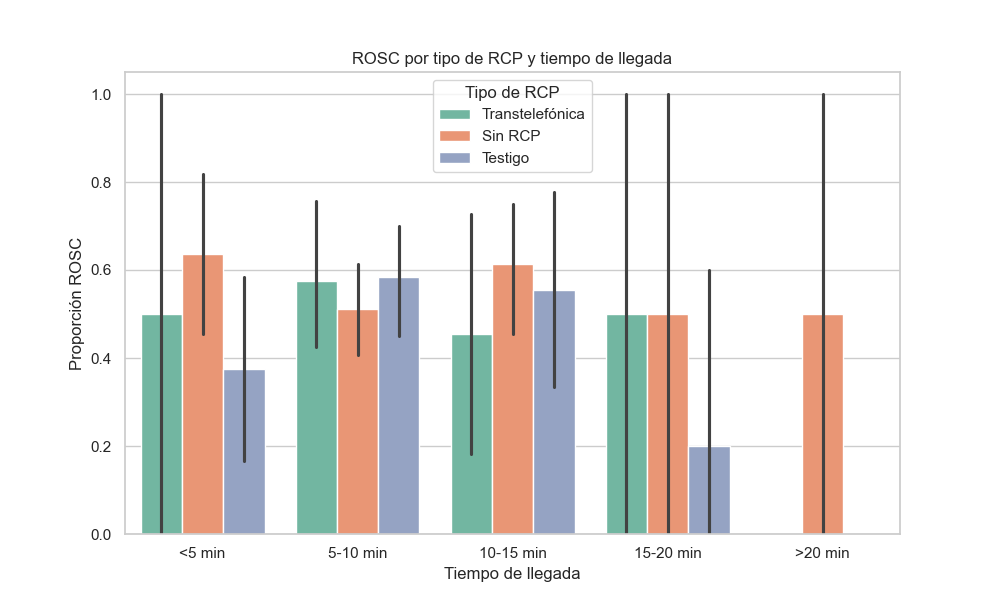 ROSC por tipo de RCP y tiempo de llegada
Tipo de RCP
Transtelefónica
Sin RCP
Testigo
Proporción ROSC
1.0
0.8
0.6
0.4
0.2
0.0
<5 min
5-10 min
10-15 min
15-20 min
>20 min
Tiempo de llegada